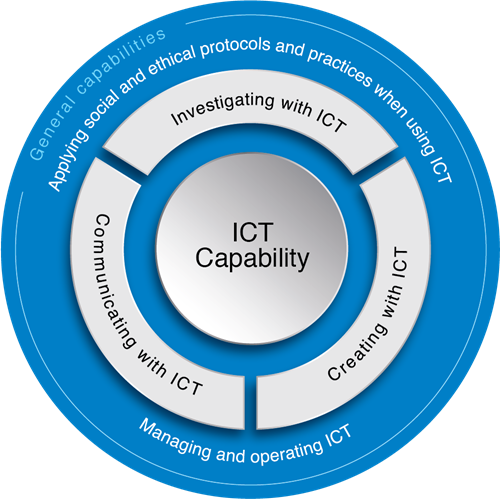 General capabilities
Applying social and ethical protocols and practices when using ICT
Investigating with ICT
Communicating with ICT
Creating with ICT
ICT
Capability
Managing and operating ICT